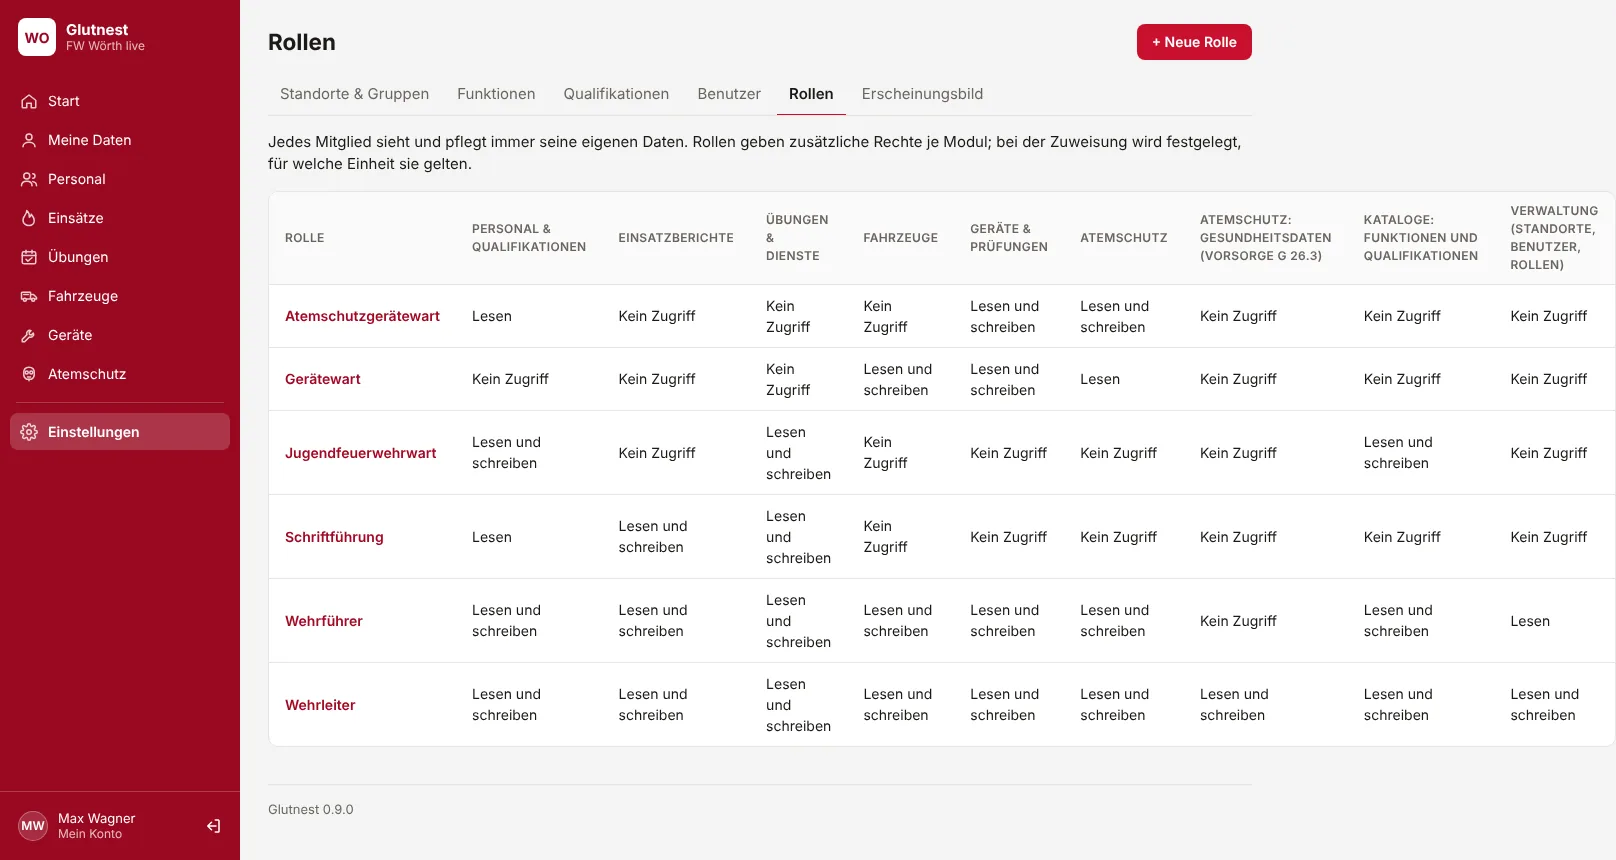 WO
Glutnest
FW Wörth live
Start
Meine Daten
Personal
Einsätze
Übungen
Fahrzeuge
Geräte
Atemschutz
Einstellungen
MW
Max Wagner
Mein Konto
Rollen
+ Neue Rolle
Standorte & Gruppen Funktionen Qualifikationen Benutzer Rollen Erscheinungsbild
Jedes Mitglied sieht und pflegt immer seine eigenen Daten. Rollen geben zusätzliche Rechte je Modul; bei der Zuweisung wird festgelegt,
für welche Einheit sie gelten.
ROLLE
PERSONAL &
QUALIFIKATIONEN
EINSATZBERICHTE
ÜBUNGEN
&
DIENSTE
FAHRZEUGE
GERÄTE &
PRÜFUNGEN
ATEMSCHUTZ
ATEMSCHUTZ:
GESUNDHEITSDATEN
(VORSORGE G 26.3)
KATALOGE:
FUNKTIONEN UND
QUALIFIKATIONEN
VERWALTUNG
(STANDORTE,
BENUTZER,
ROLLEN)
Atemschutzgerätewart
Lesen
Kein Zugriff
Kein
Zugriff
Kein
Zugriff
Lesen und
schreiben
Lesen und
schreiben
Kein Zugriff
Kein Zugriff
Kein Zugriff
Gerätewart
Kein Zugriff
Kein Zugriff
Kein
Zugriff
Lesen und
schreiben
Lesen und
schreiben
Lesen
Kein Zugriff
Kein Zugriff
Kein Zugriff
Jugendfeuerwehrwart
Lesen und
schreiben
Kein Zugriff
Lesen
und
schreiben
Kein
Zugriff
Kein Zugriff
Kein Zugriff
Kein Zugriff
Lesen und
schreiben
Kein Zugriff
Schriftführung
Lesen
Lesen und
schreiben
Lesen
und
schreiben
Kein
Zugriff
Kein Zugriff
Kein Zugriff
Kein Zugriff
Kein Zugriff
Kein Zugriff
Wehrführer
Lesen und
schreiben
Lesen und
schreiben
Lesen
und
schreiben
Lesen und
schreiben
Lesen und
schreiben
Lesen und
schreiben
Kein Zugriff
Lesen und
schreiben
Lesen
Wehrleiter
Lesen und
schreiben
Lesen und
schreiben
Lesen
und
schreiben
Lesen und
schreiben
Lesen und
schreiben
Lesen und
schreiben
Lesen und
schreiben
Lesen und
schreiben
Lesen und
schreiben
Glutnest 0.9.0